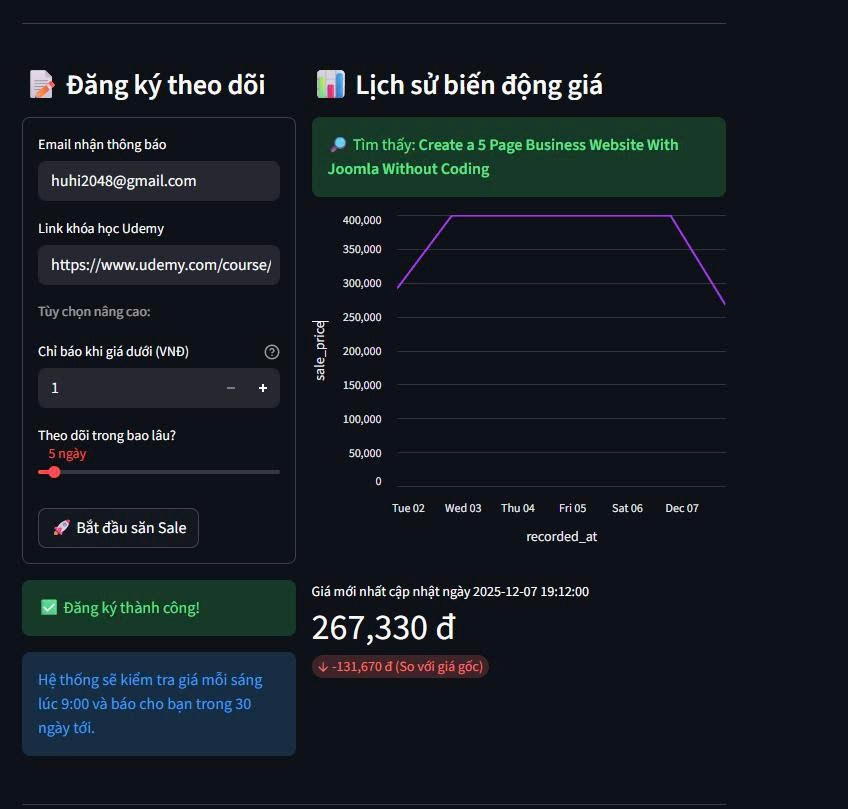 Đăng ký theo dõi
Email nhận thông báo
huhi2048@gmail.com
Link khóa học Udemy
https://www.udemy.com/course/
Tùy chọn nâng cao:
Chỉ báo khi giá dưới (VNĐ)
1
Theo dõi trong bao lâu?
5 ngày
Bắt đầu săn Sale
Đăng ký thành công!
Hệ thống sẽ kiểm tra giá mỗi sáng
lúc 9:00 và báo cho bạn trong 30
ngày tới.
Lịch sử biến động giá
Tìm thấy: Create a 5 Page Business Website With
Joomla Without Coding
400,000
350,000
300,000
250,000
200,000
150,000
100,000
50,000
0
sale_price
Tue 02 Wed 03 Thu 04 Fri 05 Sat 06 Dec 07
recorded_at
Giá mới nhất cập nhật ngày 2025-12-07 19:12:00
267,330 đ
↓ -131,670 đ (So với giá gốc)